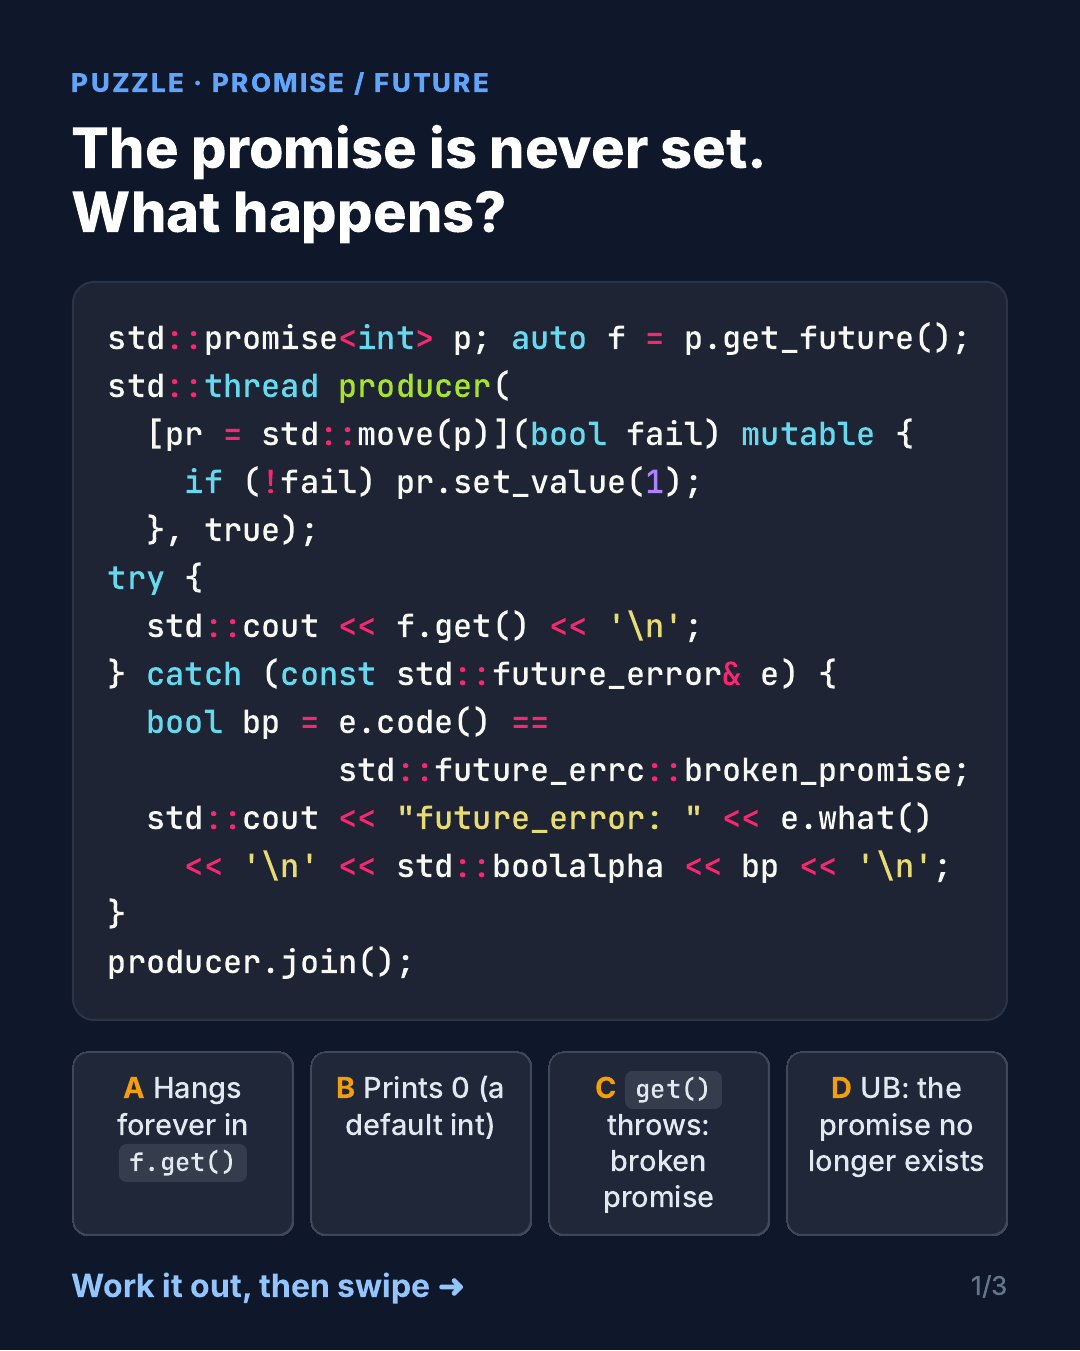 PUZZLE · PROMISE / FUTURE
The promise is never set.
What happens?
std::promise<int> p; auto f = p.get_future();
std::thread producer(
  [pr = std::move(p)](bool fail) mutable {
    if (!fail) pr.set_value(1);
  }, true);
try {
  std::cout << f.get() << '\n';
} catch (const std::future_error& e) {
  bool bp = e.code() ==
            std::future_errc::broken_promise;
  std::cout << "future_error: " << e.what()
    << '\n' << std::boolalpha << bp << '\n';
}
producer.join();
A Hangs
forever in
f.get()
B Prints 0 (a
default int)
C get()
throws:
broken
promise
D UB: the
promise no
longer exists
Work it out, then swipe ➜
1/3